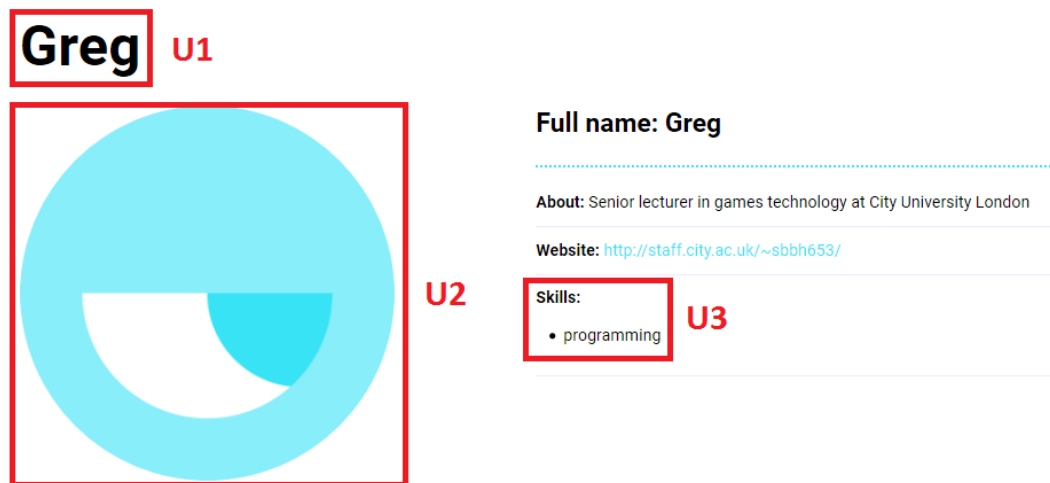 Greg U1
Full name: Greg
About: Senior lecturer in games technology at City University London
Website: http://staff.city.ac.uk/~sbbh653/
U2
Skills:
U3
• programming